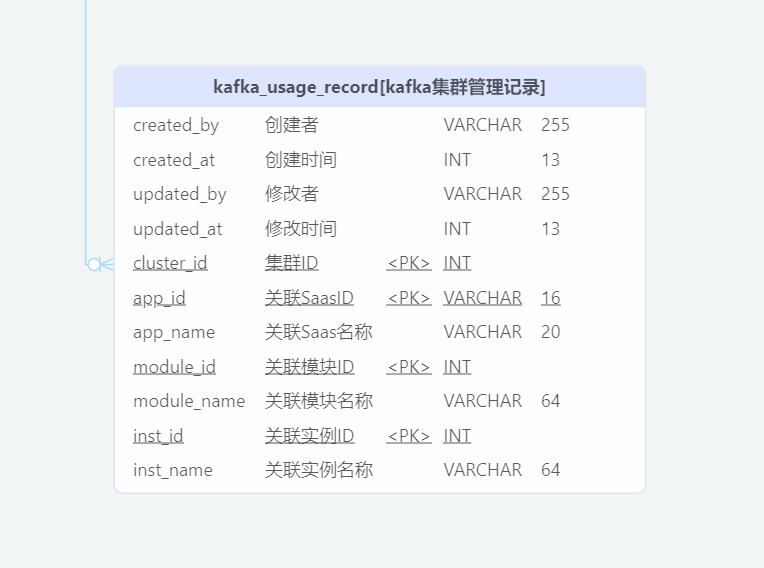 kafka_usage_record[kafka集群管理记录]
created_by 创建者 VARCHAR 255
created_at 创建时间 INT 13
updated_by 修改者 VARCHAR 255
updated_at 修改时间 INT 13
cluster_id 集群ID <PK> INT
app_id 关联SaasID <PK> VARCHAR 16
app_name 关联Saas名称 VARCHAR 20
module_id 关联模块ID <PK> INT
module_name 关联模块名称 VARCHAR 64
inst_id 关联实例ID <PK> INT
inst_name 关联实例名称 VARCHAR 64